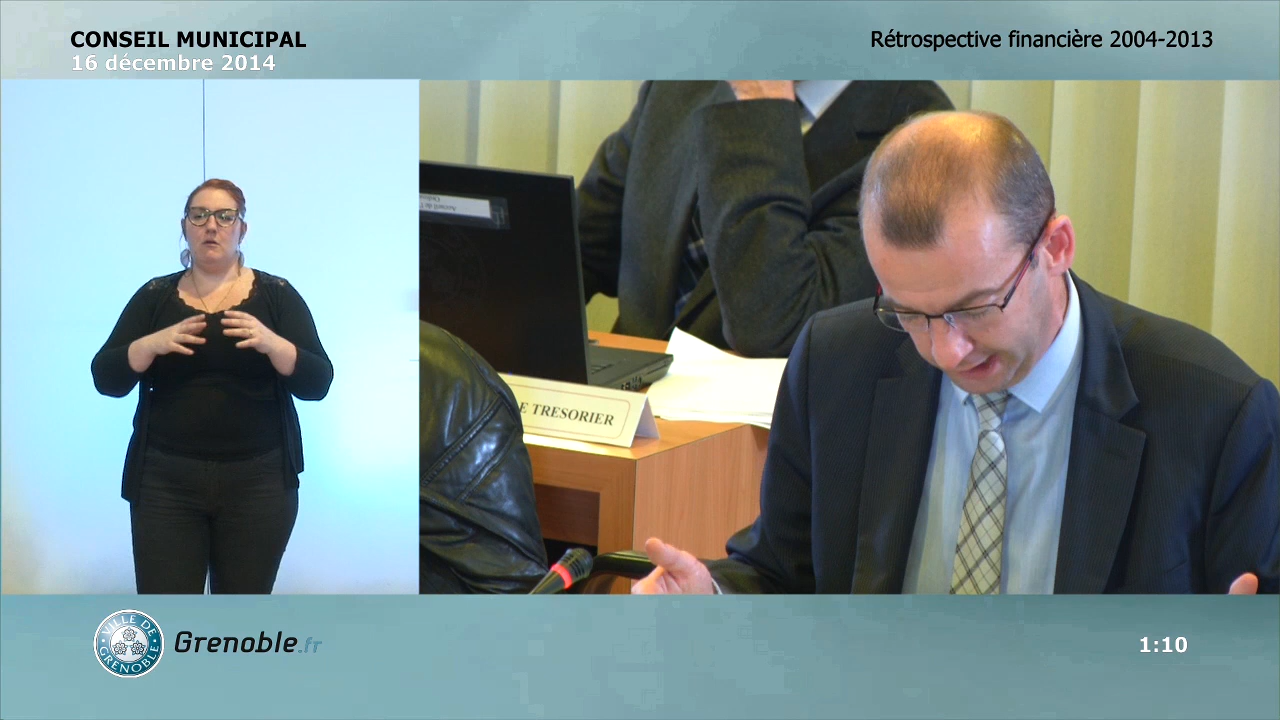 CONSEIL MUNICIPAL
16 décembre 2014
Rétrospective financière 2004-2013
E TRESORIER
VILLE DE GRENOBLE
Grenoble.fr
1:10